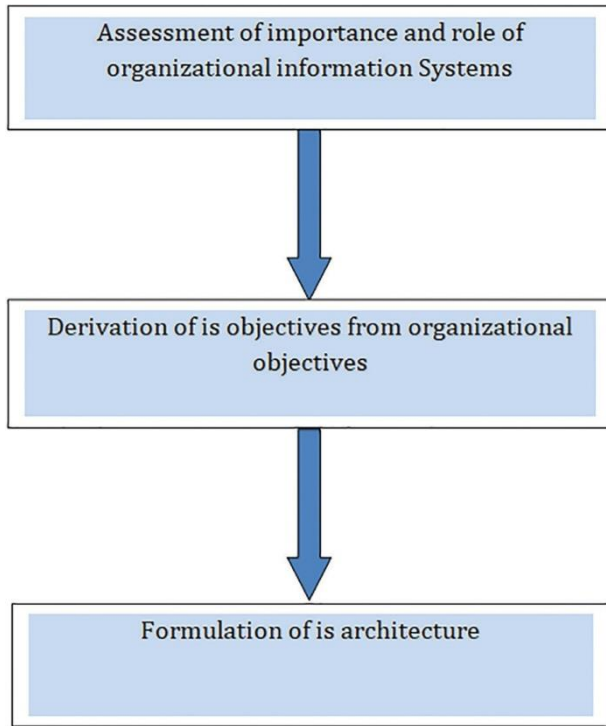 Assessment of importance and role of
organizational information Systems
Derivation of is objectives from organizational
objectives
Formulation of is architecture